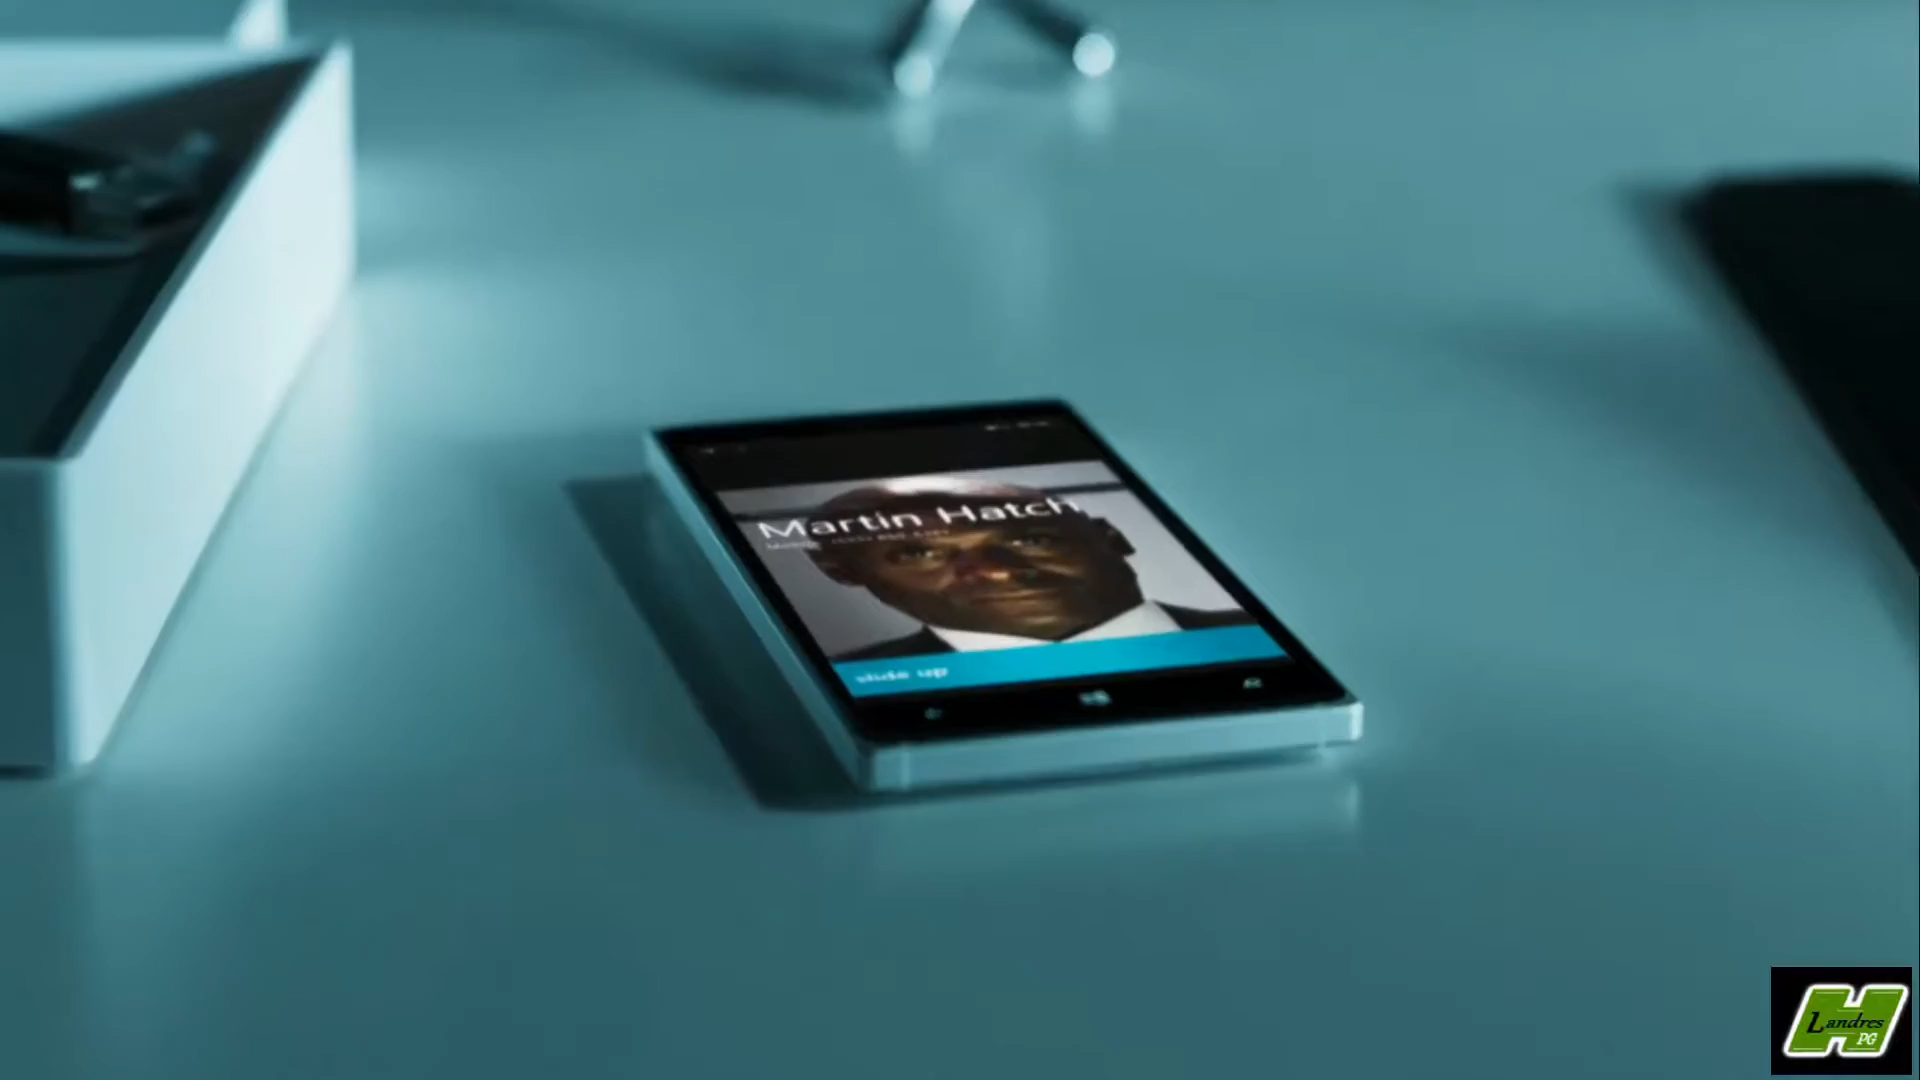 Martin Hatch
slide up
Landres
PG